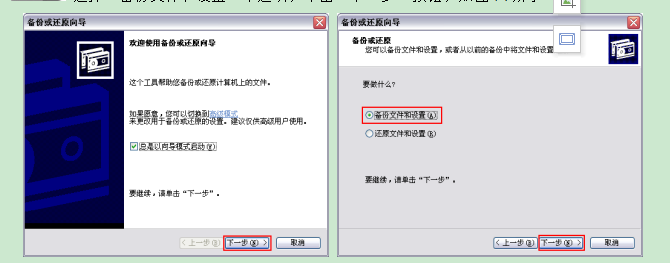 备份或还原向导
欢迎使用备份或还原向导
这个工具帮助您备份或还原计算机上的文件。
如果愿意，您可以切换到高级模式
来更改用于备份或还原的设置。建议仅供高级用户使用。
总是以向导模式启动(Y)
要继续，请单击“下一步”。
<上一步(B) 下一步(N) > 取消
备份或还原向导
备份或还原
您可以备份文件和设置，或者从以前的备份中将文件和设置
要做什么?
备份文件和设置(A)
还原文件和设置(R)
要继续，请单击“下一步”。
<上一步(B) 下一步(N) > 取消